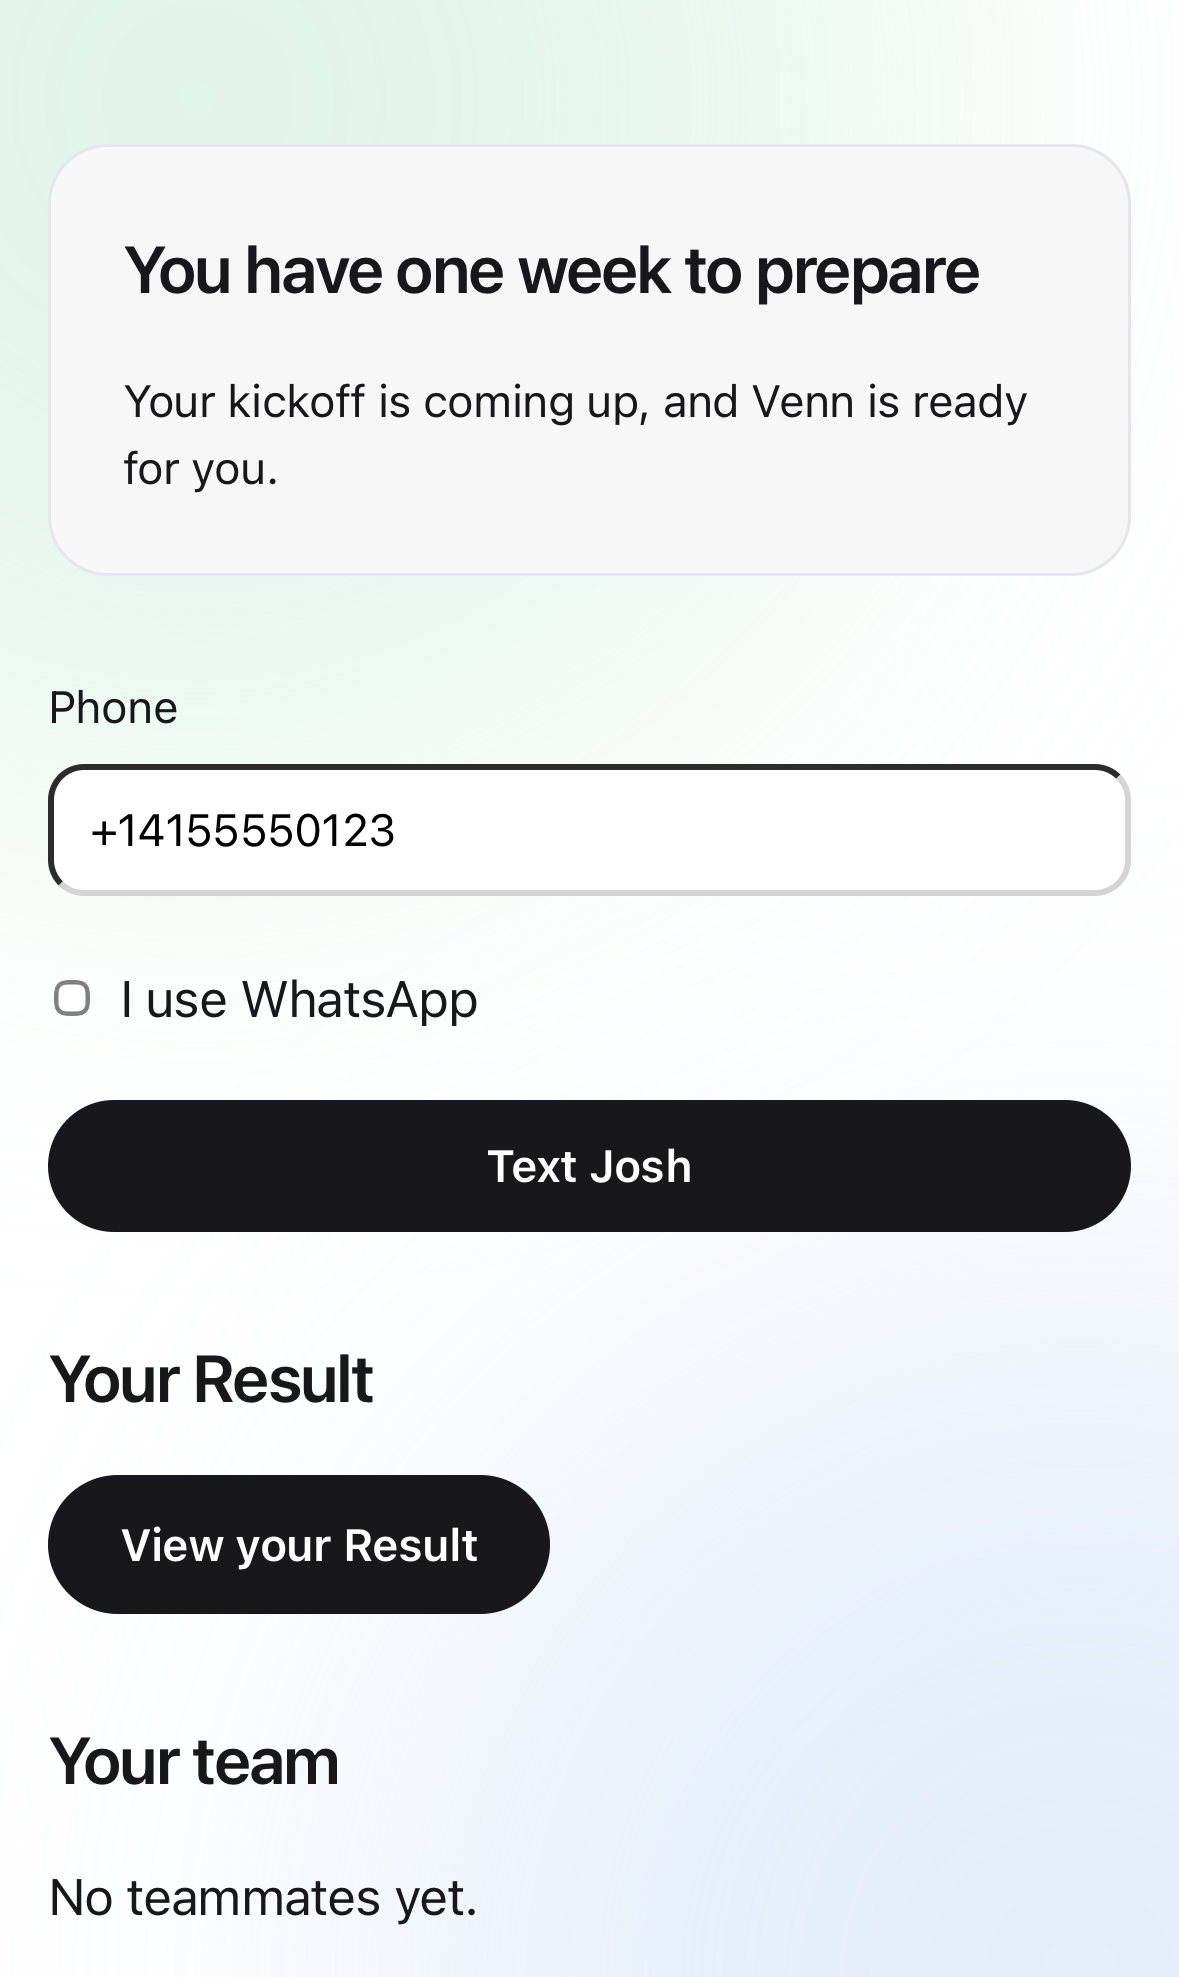 You have one week to prepare
Your kickoff is coming up, and Venn is ready
for you.
Phone
+14155550123
I use WhatsApp
Text Josh
Your Result
View your Result
Your team
No teammates yet.